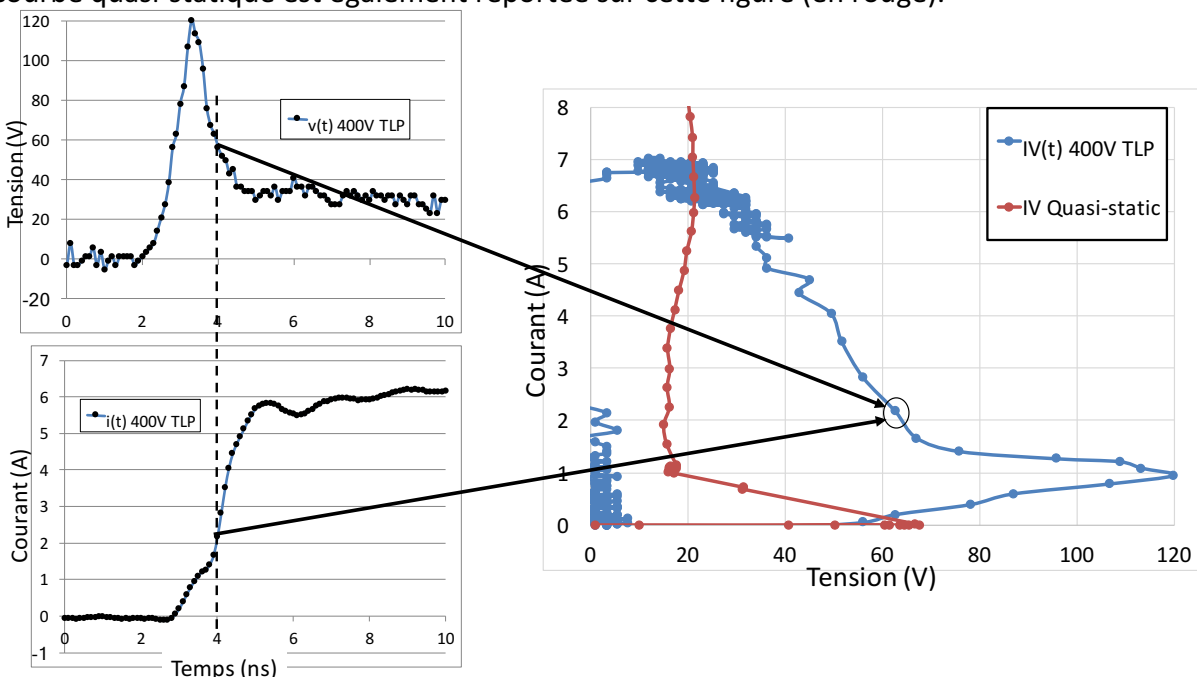 courbe quasi-statique est également reportée sur cette figure (en rouge).
120
100
80
60
40
20
0
-20
Tension (V)
v(t) 400V TLP
0 2 4 6 8 10
7
6
5
4
3
2
1
0
-1
Courant (A)
i(t) 400V TLP
0 2 4 6 8 10
Temps (ns)
8
7
6
5
4
3
2
1
0
Courant (A)
IV(t) 400V TLP
IV Quasi-static
0 20 40 60 80 100 120
Tension (V)